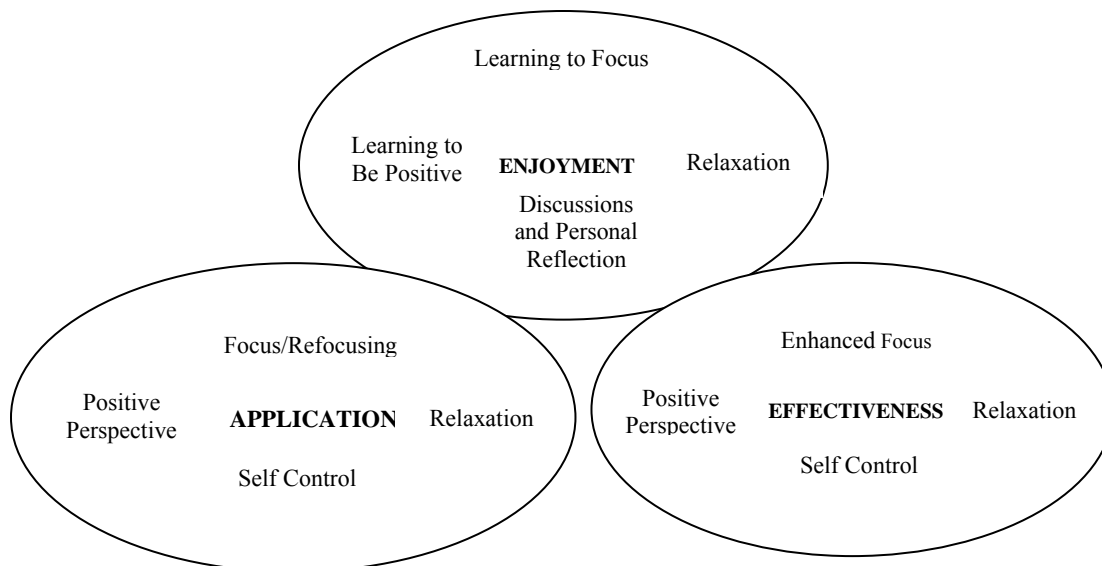 Learning to Focus
Learning to
Be Positive
ENJOYMENT
Relaxation
Discussions
and Personal
Reflection
Focus/Refocusing
Positive
Perspective
APPLICATION
Relaxation
Self Control
Enhanced Focus
Positive
Perspective
EFFECTIVENESS
Relaxation
Self Control